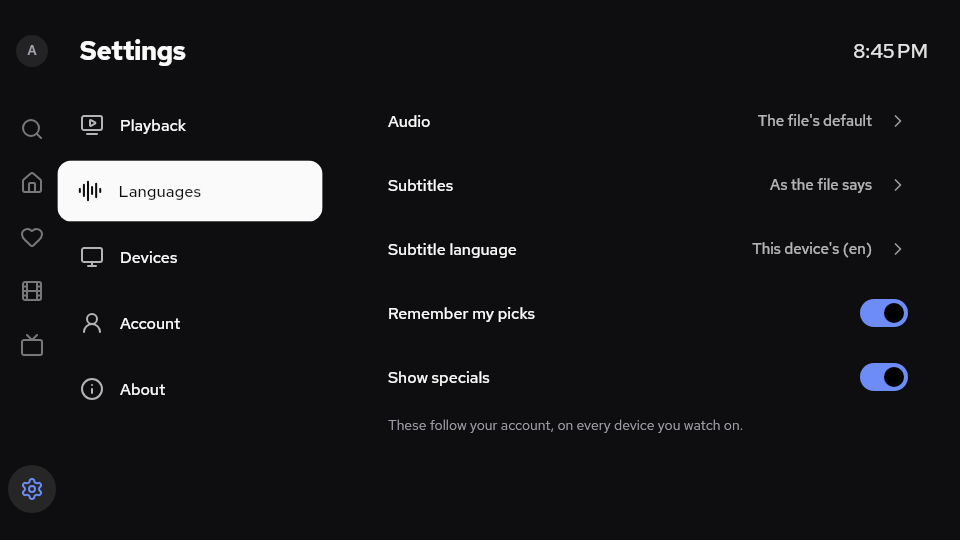 A
Settings
8:45 PM
Playback
Languages
Devices
Account
About
Audio
The file's default
Subtitles
As the file says
Subtitle language
This device's (en)
Remember my picks
Show specials
These follow your account, on every device you watch on.